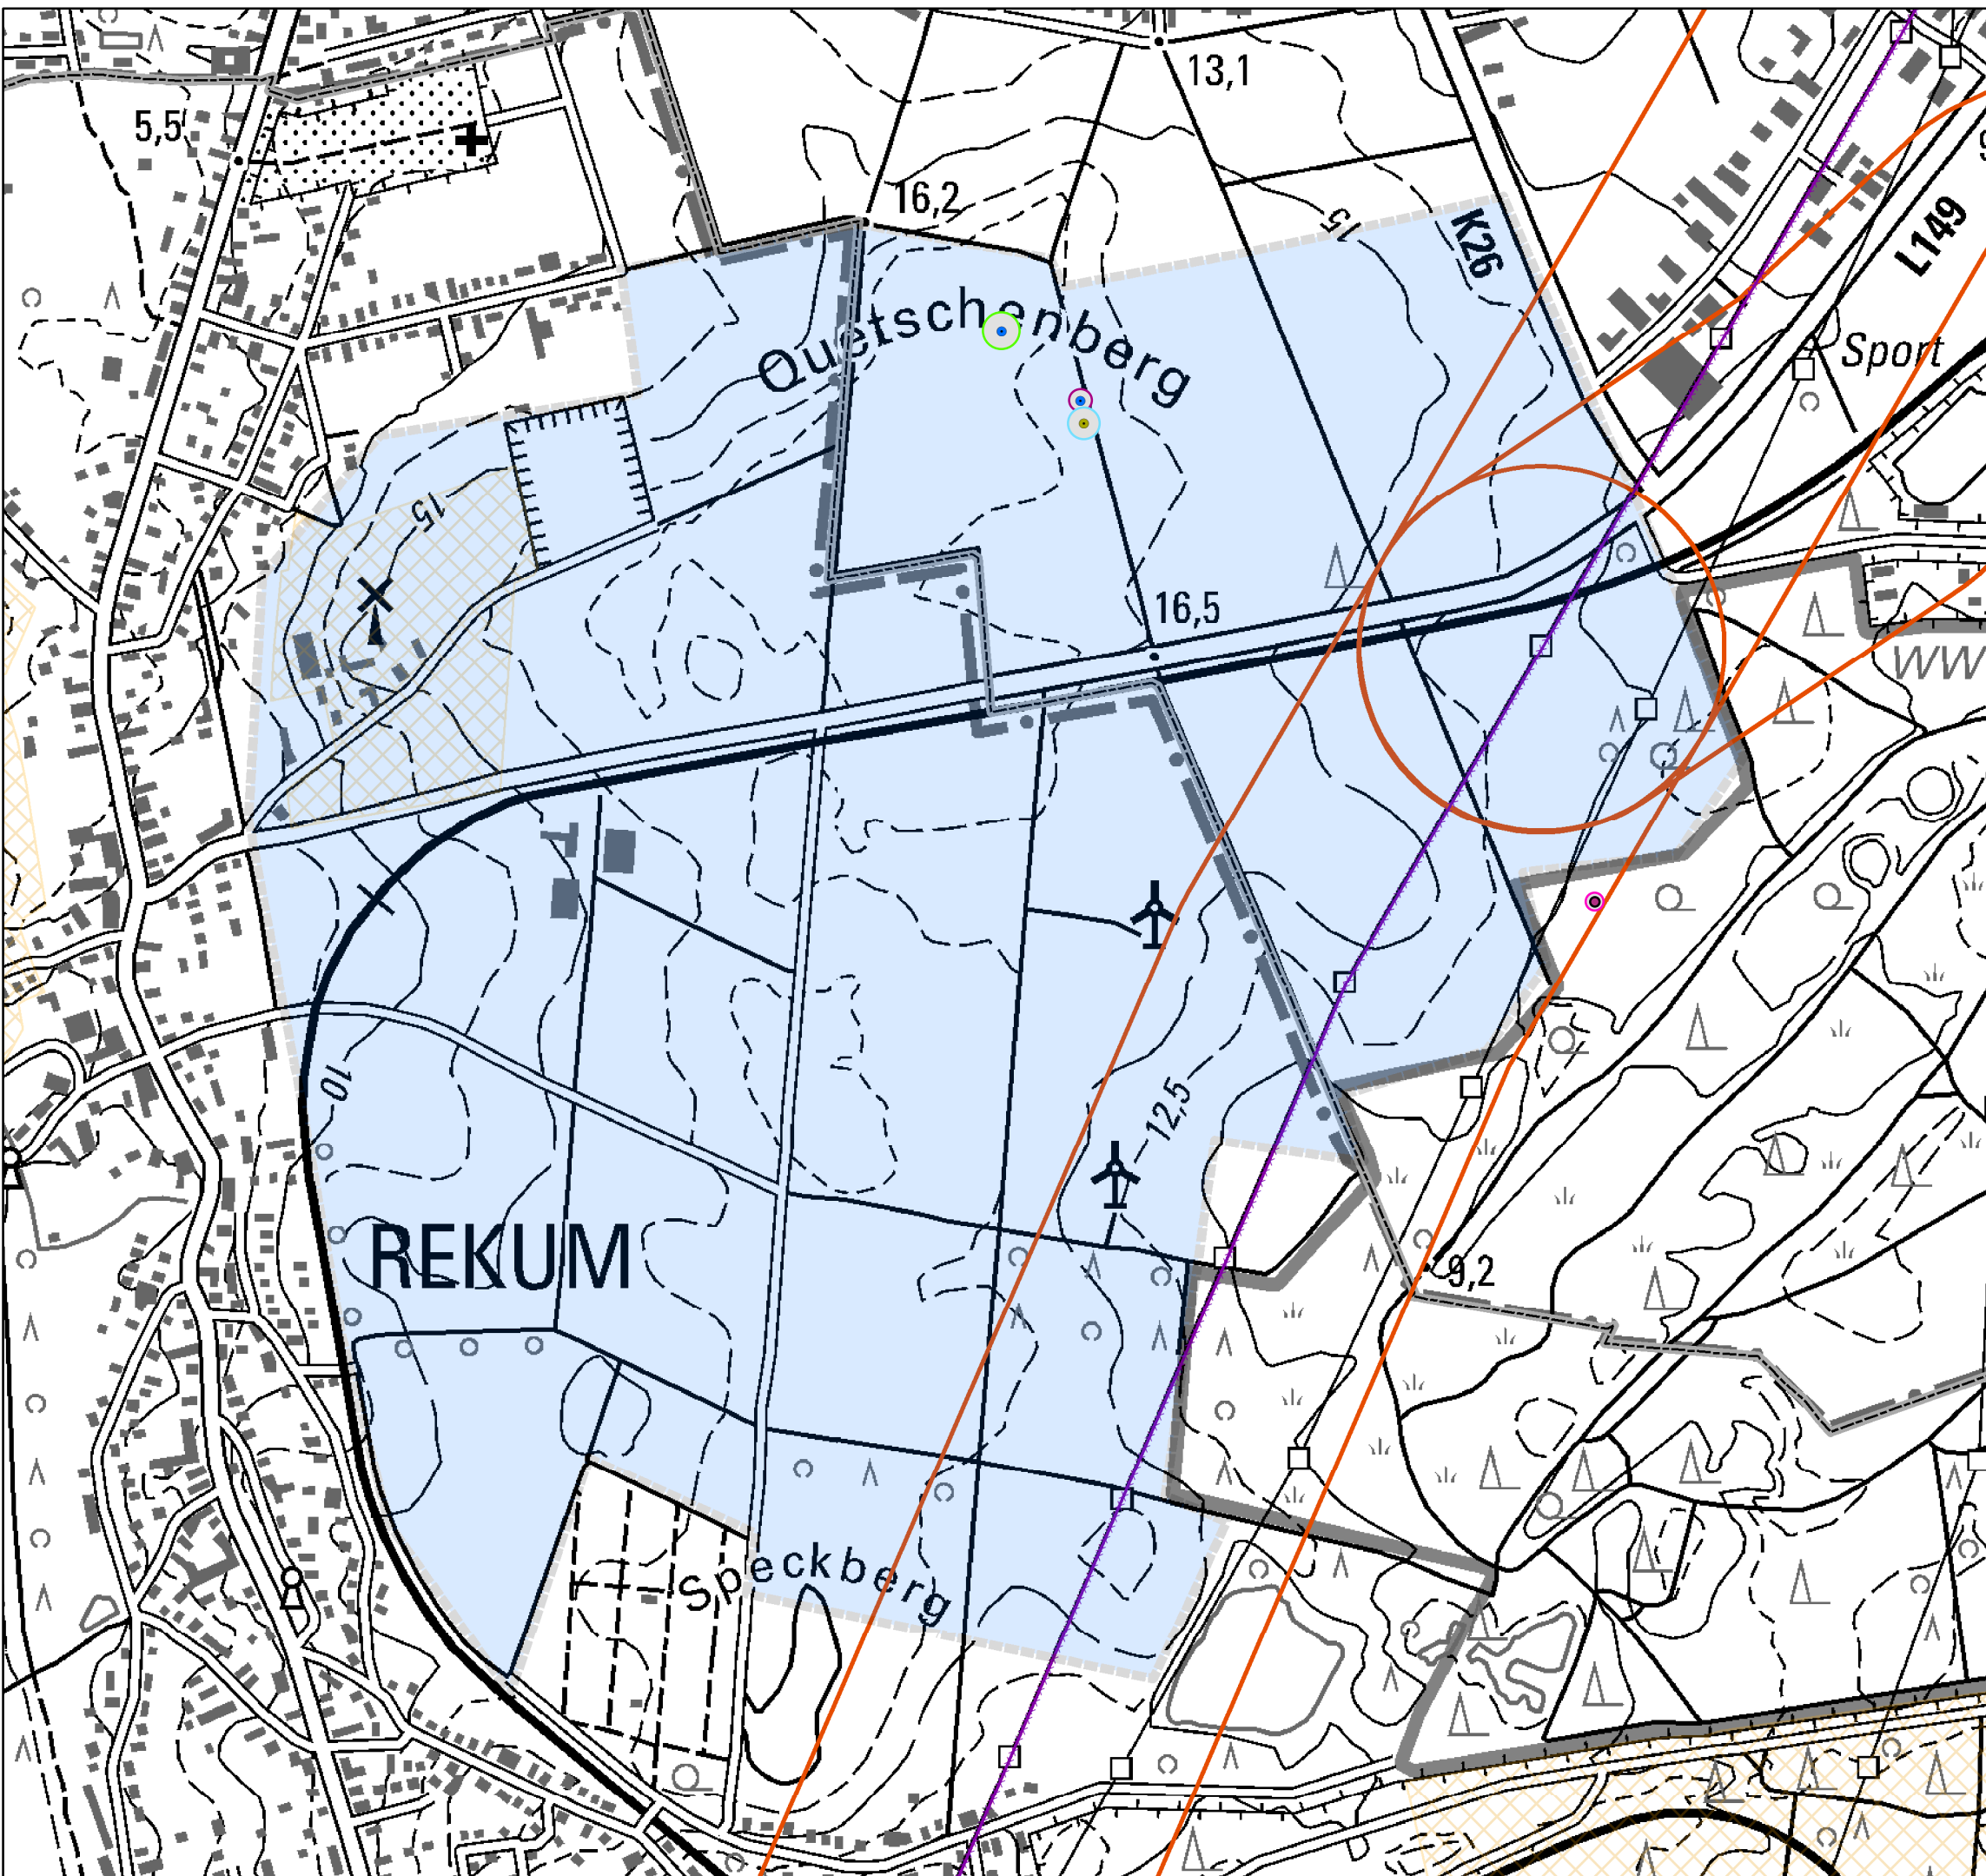 13,1
5,5
16,2
15
K26
L149
Quetschenberg
Sport
15
16,5
WW
10
12,5
REKUM
9,2
Speckberg